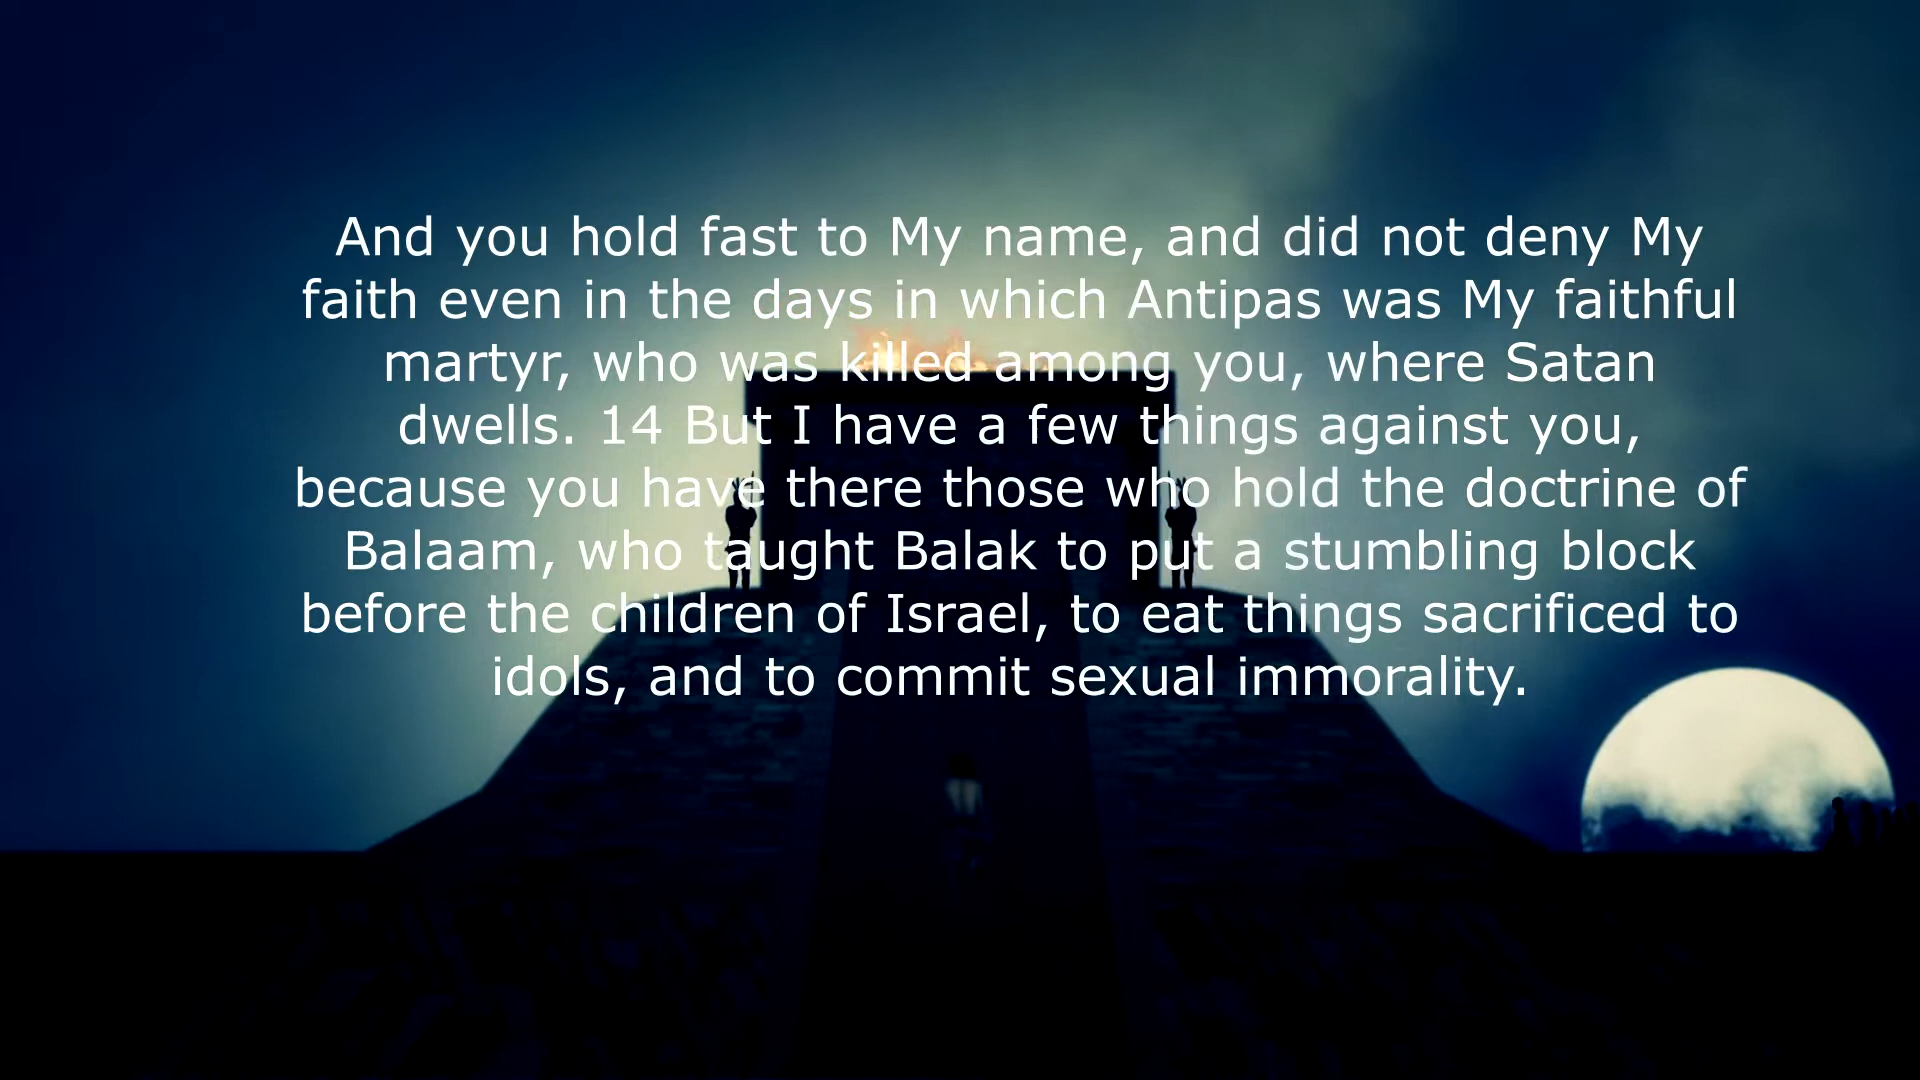 And you hold fast to My name, and did not deny My
faith even in the days in which Antipas was My faithful
martyr, who was killed among you, where Satan
dwells. 14 But I have a few things against you,
because you have there those who hold the doctrine of
Balaam, who taught Balak to put a stumbling block
before the children of Israel, to eat things sacrificed to
idols, and to commit sexual immorality.